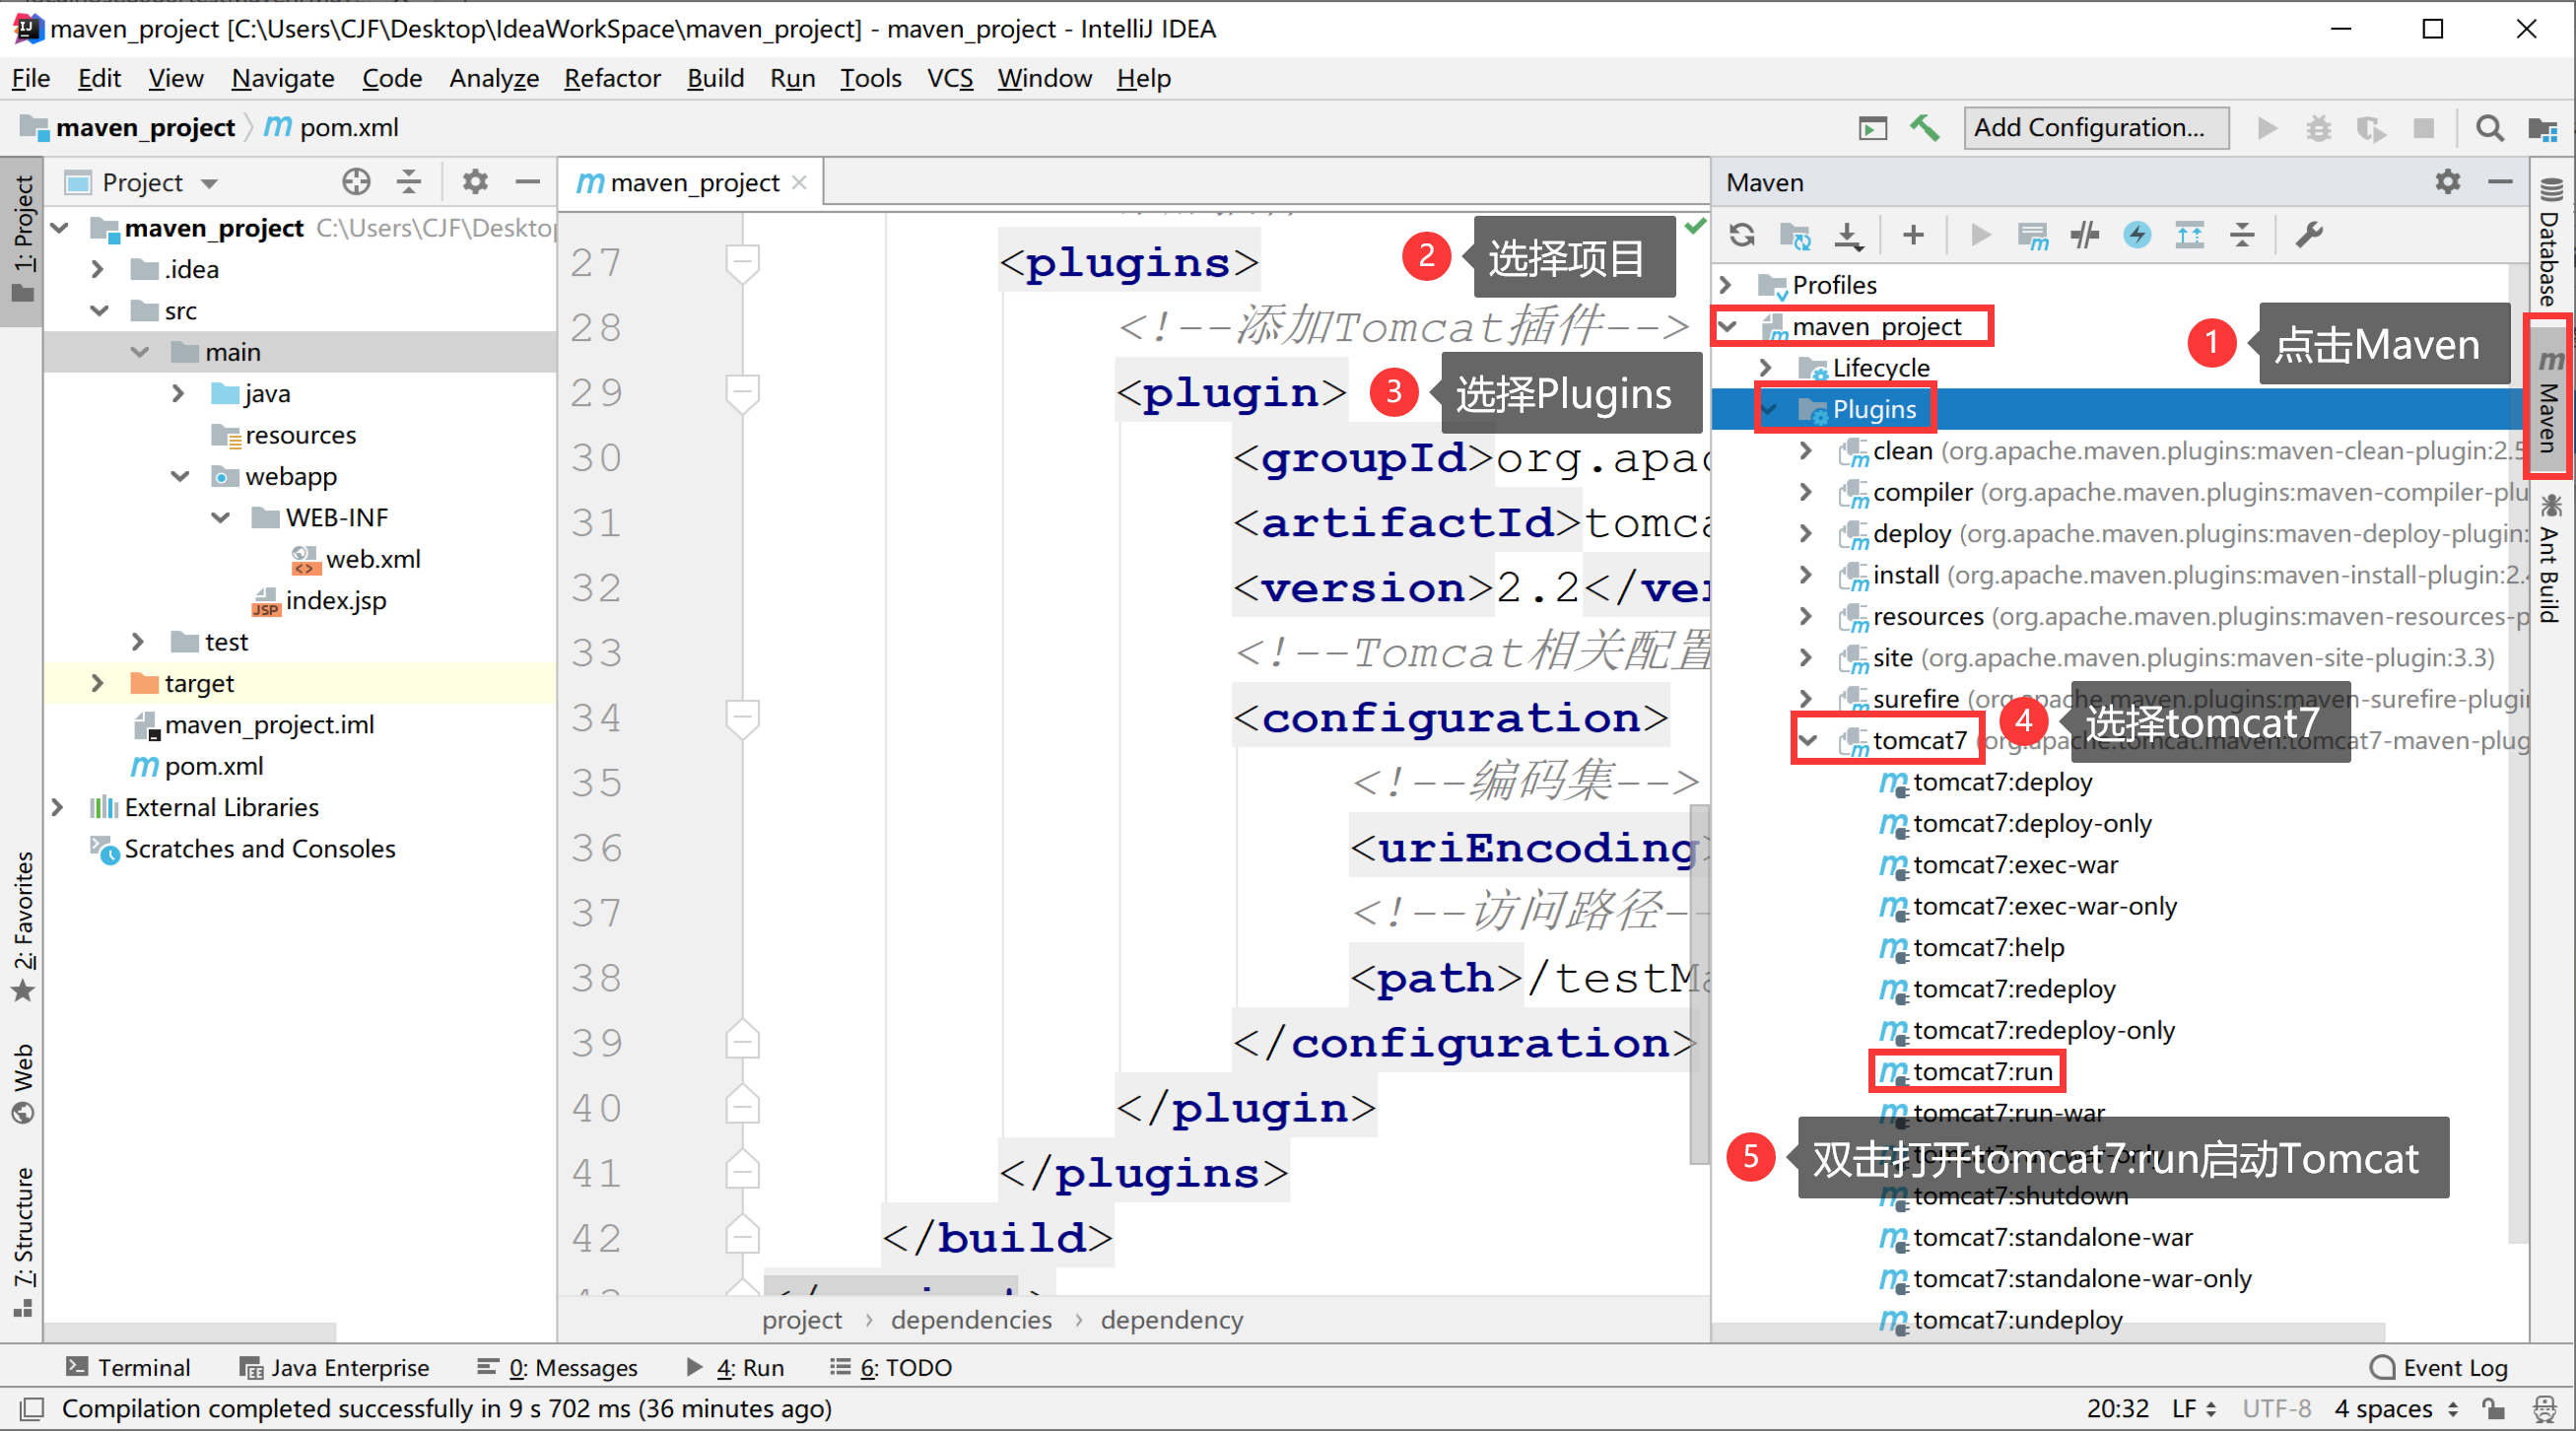 maven_project [C:\Users\CJF\Desktop\IdeaWorkSpace\maven_project] - maven_project - IntelliJ IDEA
File Edit View Navigate Code Analyze Refactor Build Run Tools VCS Window Help
maven_project pom.xml
Add Configuration...
1: Project
2: Favorites
Web
7: Structure
Project
maven_project C:\Users\CJF\Deskto
.idea
src
main
java
resources
webapp
WEB-INF
web.xml
index.jsp
test
target
maven_project.iml
pom.xml
External Libraries
Scratches and Consoles
maven_project
27 <plugins>
28 <!--添加Tomcat插件-->
29 <plugin>
30 <groupId>org.apac
31 <artifactId>tomca
32 <version>2.2</ver
33 <!--Tomcat相关配置
34 <configuration>
35 <!--编码集-->
36 <uriEncoding>
37 <!--访问路径--
38 <path>/testMa
39 </configuration>
40 </plugin>
41 </plugins>
42 </build>
project › dependencies › dependency
2 选择项目
3 选择Plugins
Maven
Profiles
maven_project
1 点击Maven
Lifecycle
Plugins
clean (org.apache.maven.plugins:maven-clean-plugin:2.5
compiler (org.apache.maven.plugins:maven-compiler-plu
deploy (org.apache.maven.plugins:maven-deploy-plugin:
install (org.apache.maven.plugins:maven-install-plugin:2.4
resources (org.apache.maven.plugins:maven-resources-p
site (org.apache.maven.plugins:maven-site-plugin:3.3)
surefire (org.apache.maven.plugins:maven-surefire-plugin
tomcat7 (org.apache.tomcat.maven:tomcat7-maven-plug
4 选择tomcat7
tomcat7:deploy
tomcat7:deploy-only
tomcat7:exec-war
tomcat7:exec-war-only
tomcat7:help
tomcat7:redeploy
tomcat7:redeploy-only
tomcat7:run
tomcat7:run-war
5 双击打开tomcat7:run启动Tomcat
tomcat7:shutdown
tomcat7:standalone-war
tomcat7:standalone-war-only
tomcat7:undeploy
Database
Maven
Ant Build
Terminal Java Enterprise 0: Messages 4: Run 6: TODO Event Log
Compilation completed successfully in 9 s 702 ms (36 minutes ago) 20:32 LF UTF-8 4 spaces